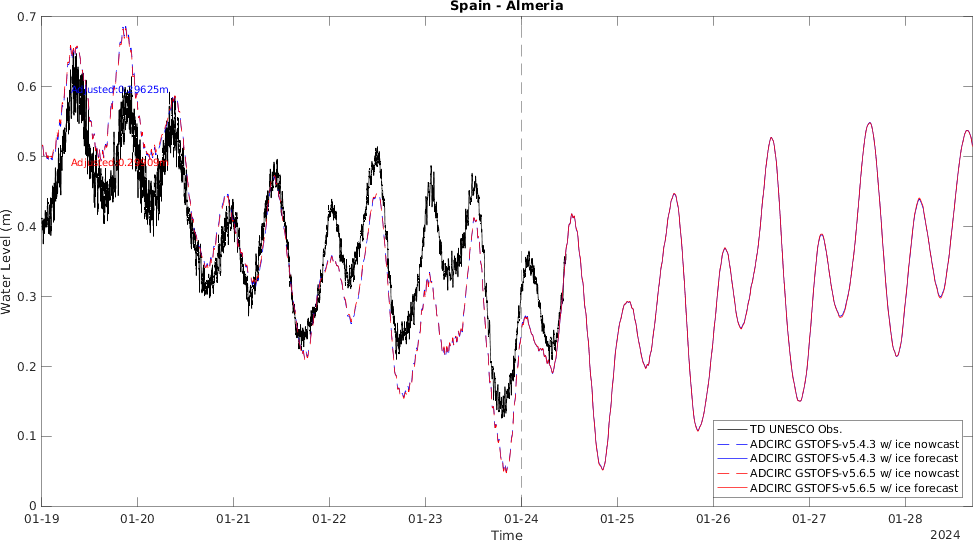 Spain - Almeria
0.7
0.6
0.5
0.4
0.3
0.2
0.1
0
Water Level (m)
Adjusted:0.29625m
01-19
01-20
01-21
01-22
01-23
01-24
01-25
01-26
01-27
01-28
Time
2024
TD UNESCO Obs.
ADCIRC GSTOFS-v5.4.3 w/ ice nowcast
ADCIRC GSTOFS-v5.4.3 w/ ice forecast
ADCIRC GSTOFS-v5.6.5 w/ ice nowcast
ADCIRC GSTOFS-v5.6.5 w/ ice forecast